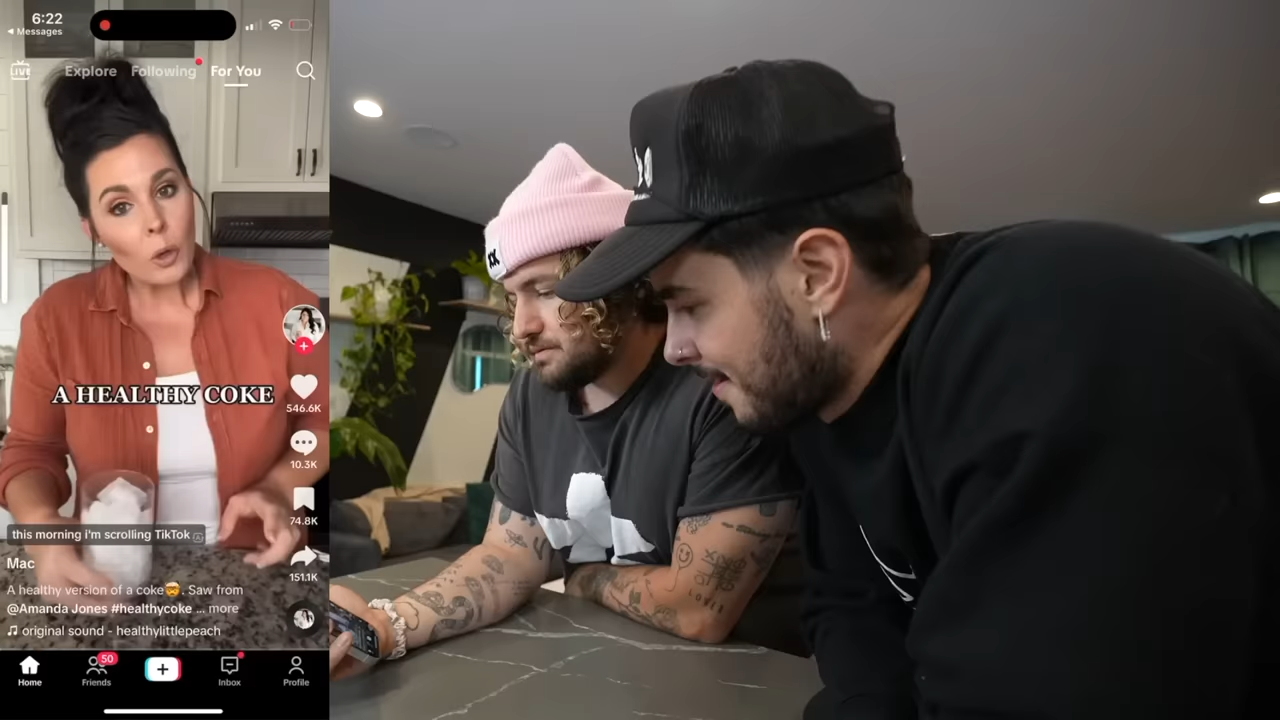 6:22
Messages
LIVE
Explore Following For You
A HEALTHY COKE
546.6K
10.3K
74.8K
151.1K
this morning i'm scrolling TikTok
Mac
A healthy version of a coke🤯. Saw from
@Amanda Jones #healthycoke ... more
original sound - healthylittlepeach
Home
Friends
50
Inbox
Profile
LOVER